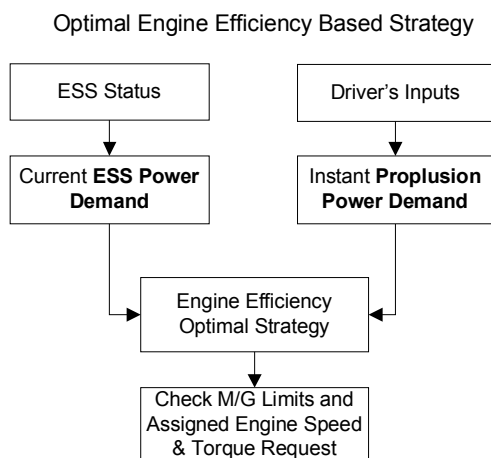 Optimal Engine Efficiency Based Strategy
ESS Status
Driver's Inputs
Current ESS Power
Demand
Instant Proplusion
Power Demand
Engine Efficiency
Optimal Strategy
Check M/G Limits and
Assigned Engine Speed
& Torque Request